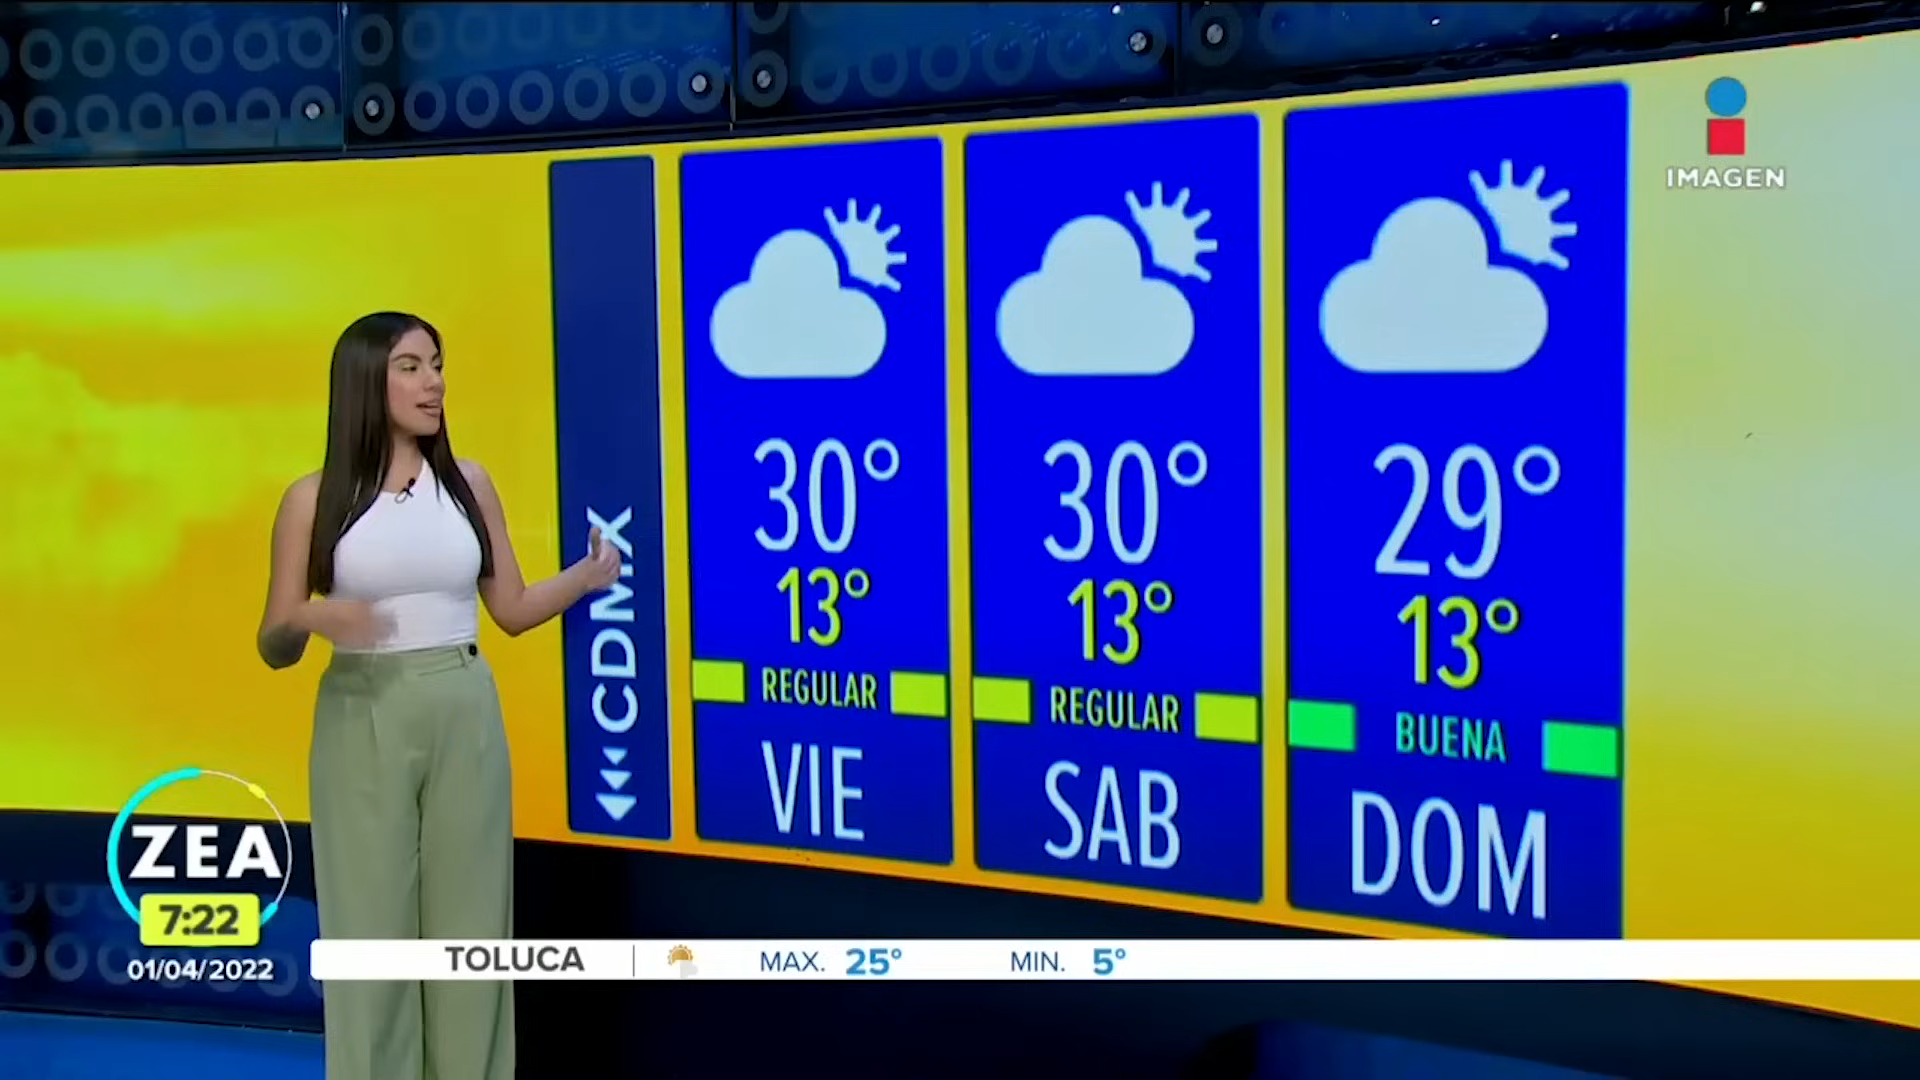 IMAGEN
CDMX
30°
13°
REGULAR
VIE
30°
13°
REGULAR
SAB
29°
13°
BUENA
DOM
ZEA
7:22
01/04/2022
TOLUCA MAX. 25° MIN. 5°